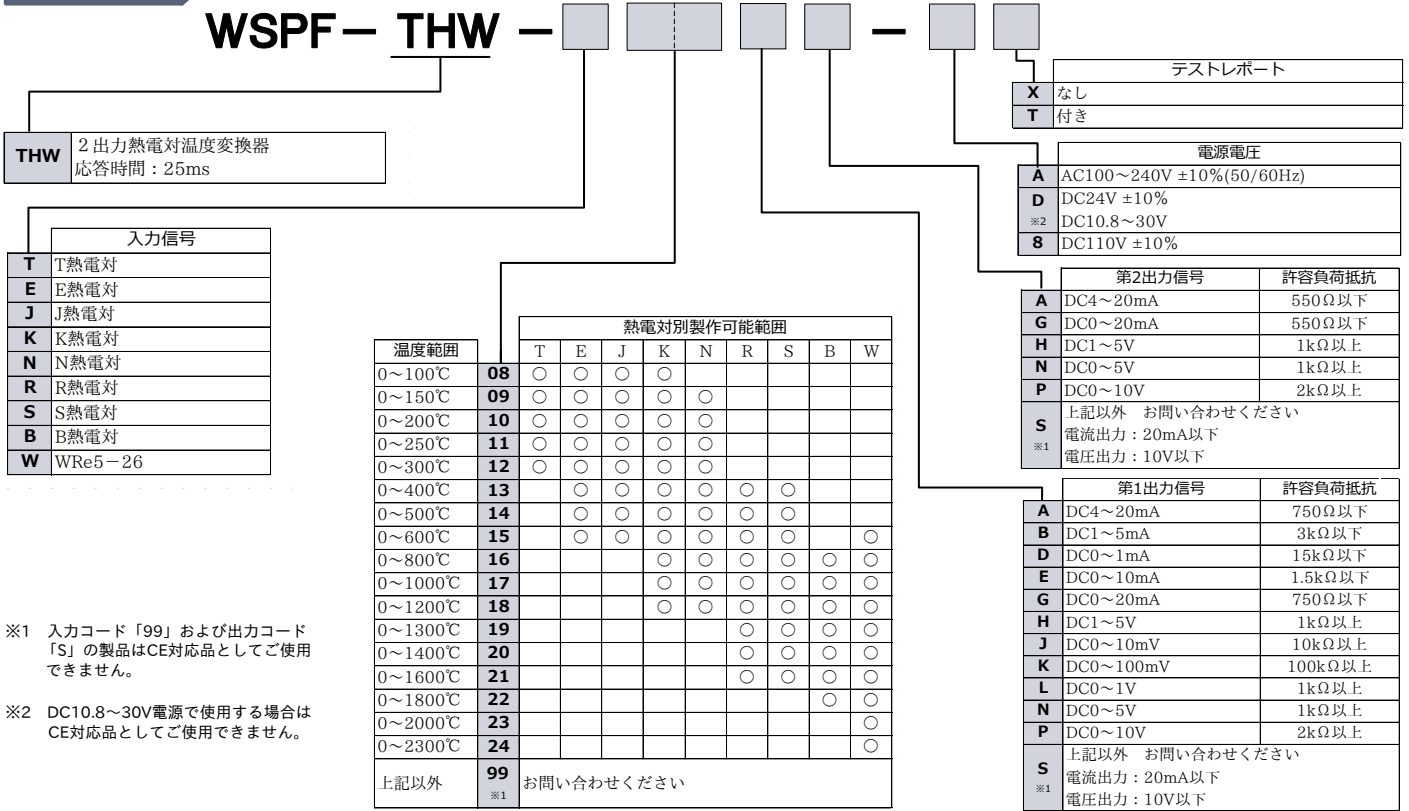 WSPF－ THW －　　　　－
THW
２出力熱電対温度変換器
応答時間：25ms
入力信号
T T熱電対
E E熱電対
J J熱電対
K K熱電対
N N熱電対
R R熱電対
S S熱電対
B B熱電対
W WRe5－26
熱電対別製作可能範囲
温度範囲 T E J K N R S B W
0～100℃ 08 ○ ○ ○ ○
0～150℃ 09 ○ ○ ○ ○ ○
0～200℃ 10 ○ ○ ○ ○ ○
0～250℃ 11 ○ ○ ○ ○ ○
0～300℃ 12 ○ ○ ○ ○ ○
0～400℃ 13 ○ ○ ○ ○ ○ ○
0～500℃ 14 ○ ○ ○ ○ ○ ○
0～600℃ 15 ○ ○ ○ ○ ○ ○ ○
0～800℃ 16 ○ ○ ○ ○ ○ ○
0～1000℃ 17 ○ ○ ○ ○ ○ ○
0～1200℃ 18 ○ ○ ○ ○ ○ ○
0～1300℃ 19 ○ ○ ○ ○
0～1400℃ 20 ○ ○ ○ ○
0～1600℃ 21 ○ ○ ○ ○
0～1800℃ 22 ○ ○
0～2000℃ 23 ○
0～2300℃ 24 ○
上記以外 99 ※1 お問い合わせください
テストレポート
X なし
T 付き
電源電圧
A AC100～240V ±10%(50/60Hz)
D DC24V ±10%
※2 DC10.8～30V
8 DC110V ±10%
第2出力信号 許容負荷抵抗
A DC4～20mA 550Ω以下
G DC0～20mA 550Ω以下
H DC1～5V 1kΩ以上
N DC0～5V 1kΩ以上
P DC0～10V 2kΩ以上
S ※1
上記以外　お問い合わせください
電流出力：20mA以下
電圧出力：10V以下
第1出力信号 許容負荷抵抗
A DC4～20mA 750Ω以下
B DC1～5mA 3kΩ以下
D DC0～1mA 15kΩ以下
E DC0～10mA 1.5kΩ以下
G DC0～20mA 750Ω以下
H DC1～5V 1kΩ以上
J DC0～10mV 10kΩ以上
K DC0～100mV 100kΩ以上
L DC0～1V 1kΩ以上
N DC0～5V 1kΩ以上
P DC0～10V 2kΩ以上
S ※1
上記以外　お問い合わせください
電流出力：20mA以下
電圧出力：10V以下
※1　入力コード「99」および出力コード
「S」の製品はCE対応品としてご使用
できません。
※2　DC10.8～30V電源で使用する場合は
CE対応品としてご使用できません。